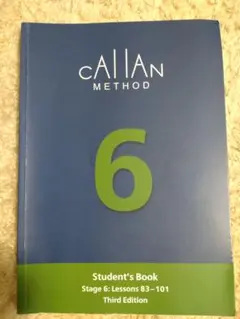 CAllAN
METHOD
6
Student's Book
Stage 6: Lessons 83–101
Third Edition